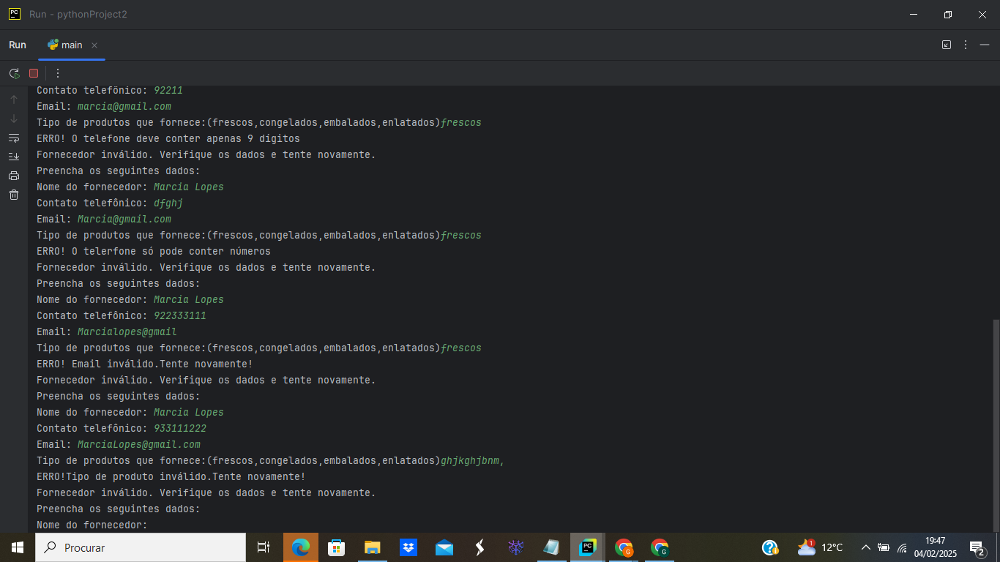 Run - pythonProject2
Run
main
Contato telefônico: 92211
Email: marcia@gmail.com
Tipo de produtos que fornece:(frescos,congelados,embalados,enlatados)frescos
ERRO! O telefone deve conter apenas 9 digitos
Fornecedor inválido. Verifique os dados e tente novamente.
Preencha os seguintes dados:
Nome do fornecedor: Marcia Lopes
Contato telefônico: dfghj
Email: Marcia@gmail.com
Tipo de produtos que fornece:(frescos,congelados,embalados,enlatados)frescos
ERRO! O telerfone só pode conter números
Fornecedor inválido. Verifique os dados e tente novamente.
Preencha os seguintes dados:
Nome do fornecedor: Marcia Lopes
Contato telefônico: 922333111
Email: Marcialopes@gmail
Tipo de produtos que fornece:(frescos,congelados,embalados,enlatados)frescos
ERRO! Email inválido.Tente novamente!
Fornecedor inválido. Verifique os dados e tente novamente.
Preencha os seguintes dados:
Nome do fornecedor: Marcia Lopes
Contato telefônico: 933111222
Email: MarciaLopes@gmail.com
Tipo de produtos que fornece:(frescos,congelados,embalados,enlatados)ghjkghjbnm,
ERRO!Tipo de produto inválido.Tente novamente!
Fornecedor inválido. Verifique os dados e tente novamente.
Preencha os seguintes dados:
Nome do fornecedor:
Procurar
12°C
19:47
04/02/2025